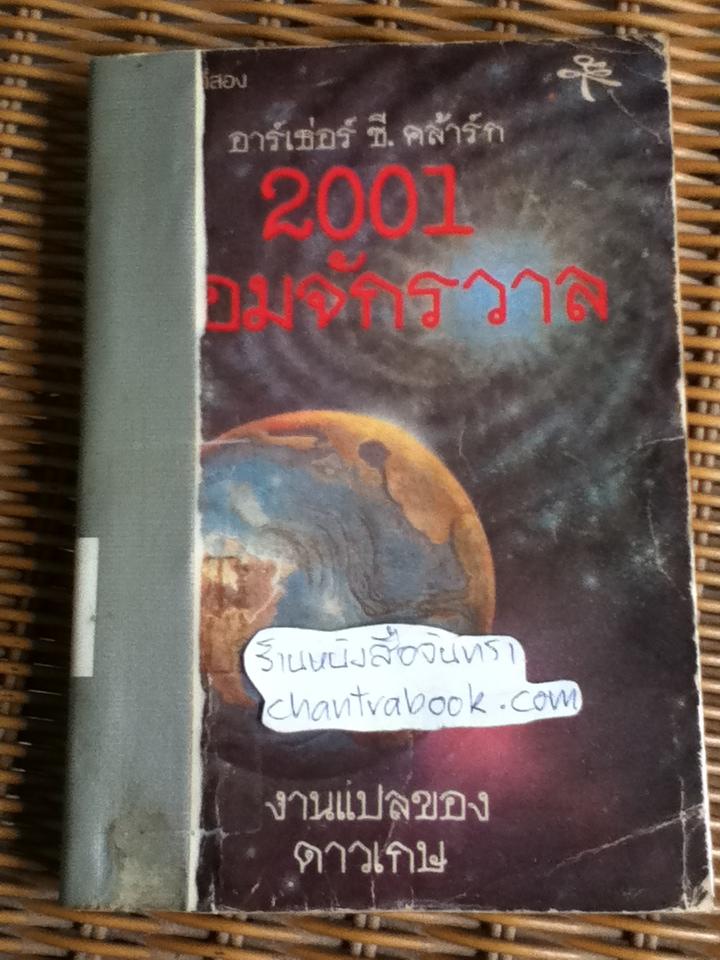 ที่สอง
อาร์เธ่อร์ ซี. คล้าร์ก
2001
อมจักรวาล
งานแปลของ
ดาวเกษ
ร้านหนังสือจันทรา
chantrabook.com